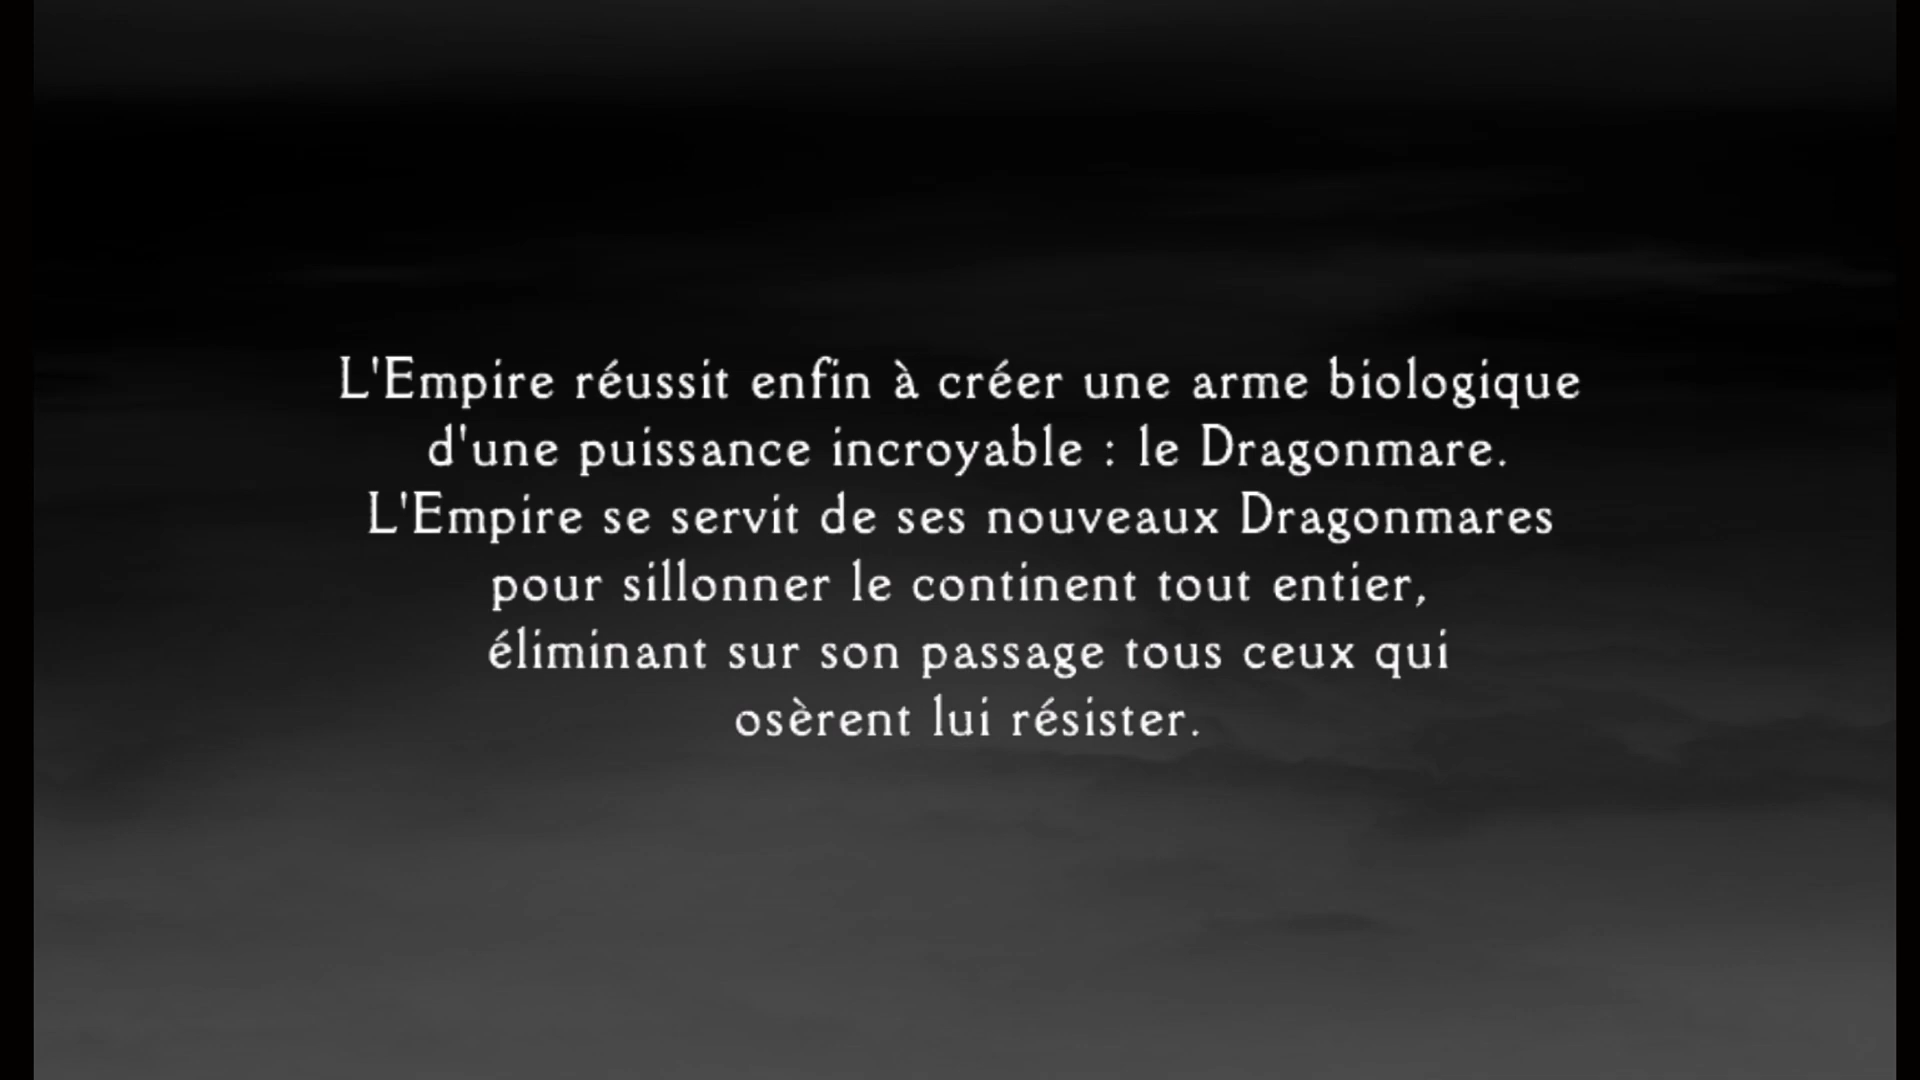 L'Empire réussit enfin à créer une arme biologique
d'une puissance incroyable : le Dragonmare.
L'Empire se servit de ses nouveaux Dragonmares
pour sillonner le continent tout entier,
éliminant sur son passage tous ceux qui
osèrent lui résister.